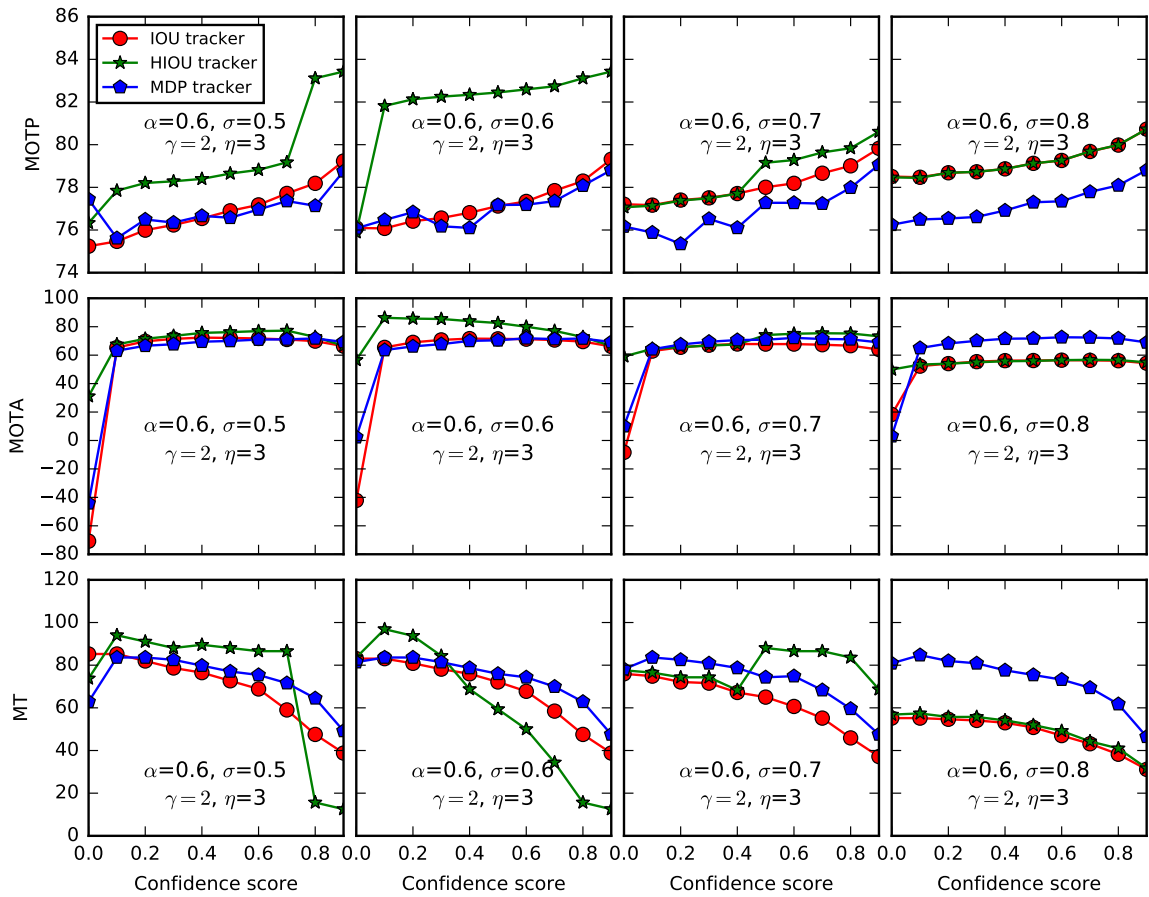 86
84
82
80
78
76
74
MOTP
IOU tracker
HIOU tracker
MDP tracker
α=0.6, σ=0.5
γ=2, η=3
α=0.6, σ=0.6
γ=2, η=3
α=0.6, σ=0.7
γ=2, η=3
α=0.6, σ=0.8
γ=2, η=3
100
80
60
40
20
0
−20
−40
−60
−80
MOTA
α=0.6, σ=0.5
γ=2, η=3
α=0.6, σ=0.6
γ=2, η=3
α=0.6, σ=0.7
γ=2, η=3
α=0.6, σ=0.8
γ=2, η=3
120
100
80
60
40
20
0
MT
α=0.6, σ=0.5
γ=2, η=3
α=0.6, σ=0.6
γ=2, η=3
α=0.6, σ=0.7
γ=2, η=3
α=0.6, σ=0.8
γ=2, η=3
0.0 0.2 0.4 0.6 0.8 0.0 0.2 0.4 0.6 0.8 0.0 0.2 0.4 0.6 0.8 0.0 0.2 0.4 0.6 0.8
Confidence score Confidence score Confidence score Confidence score